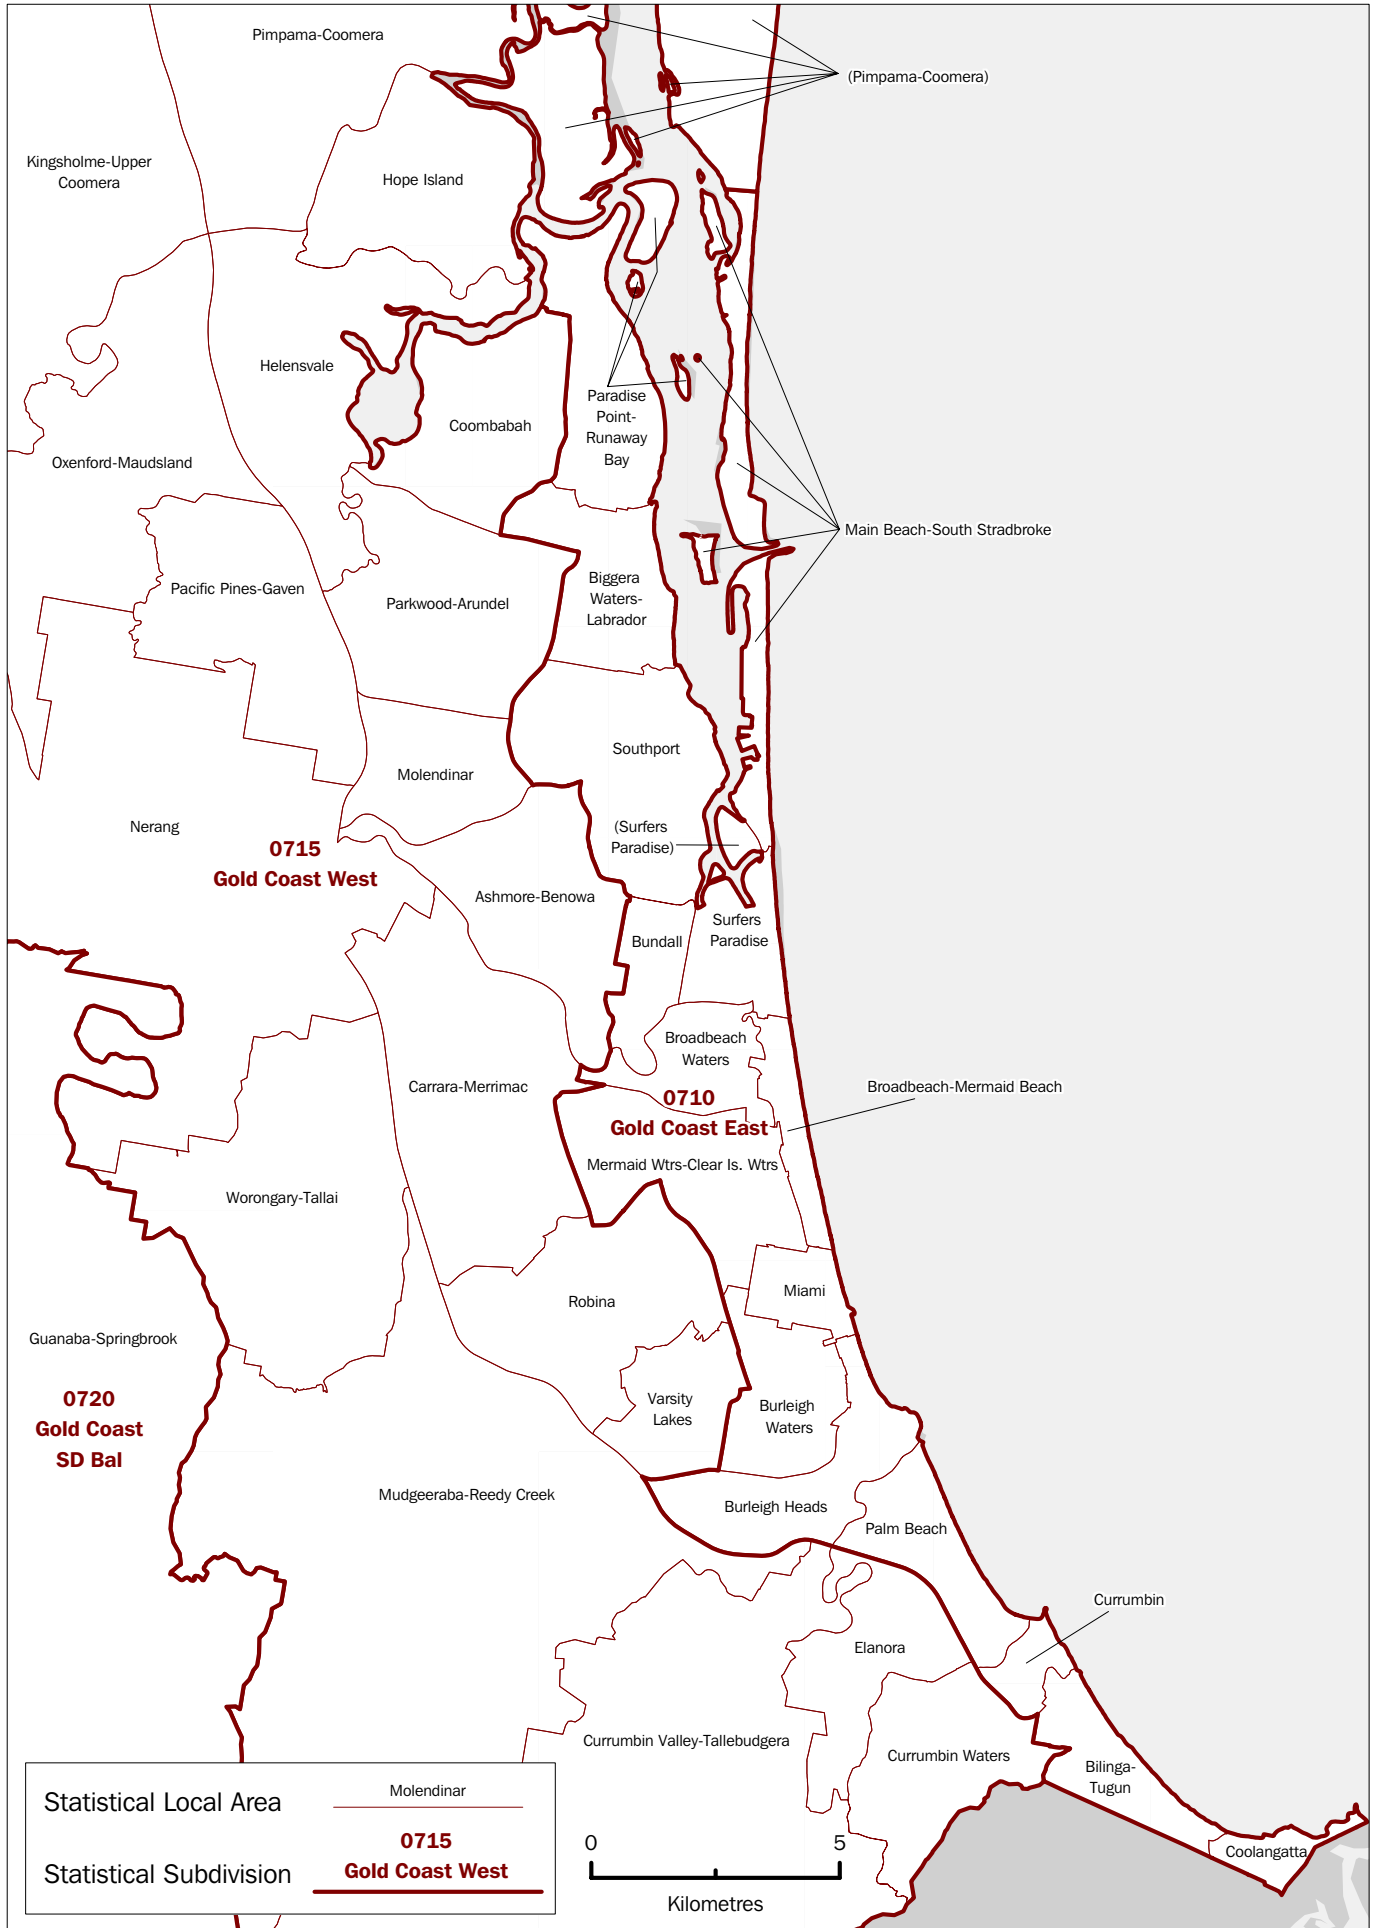 Pimpama-Coomera
(Pimpama-Coomera)
Kingsholme-Upper
Coomera
Hope Island
Helensvale
Paradise
Point-
Runaway
Bay
Coombabah
Oxenford-Maudsland
Main Beach-South Stradbroke
Pacific Pines-Gaven
Parkwood-Arundel
Biggera
Waters-
Labrador
Southport
Molendinar
Nerang
(Surfers
Paradise)
0715
Gold Coast West
Ashmore-Benowa
Surfers
Paradise
Bundall
Broadbeach
Waters
Carrara-Merrimac
Broadbeach-Mermaid Beach
0710
Gold Coast East
Mermaid Wtrs-Clear Is. Wtrs
Worongary-Tallai
Miami
Robina
Guanaba-Springbrook
0720
Gold Coast
SD Bal
Varsity
Lakes
Burleigh
Waters
Mudgeeraba-Reedy Creek
Burleigh Heads
Palm Beach
Currumbin
Elanora
Currumbin Valley-Tallebudgera
Currumbin Waters
Bilinga-
Tugun
Coolangatta
Statistical Local Area
Molendinar
Statistical Subdivision
0715
Gold Coast West
0 5
Kilometres